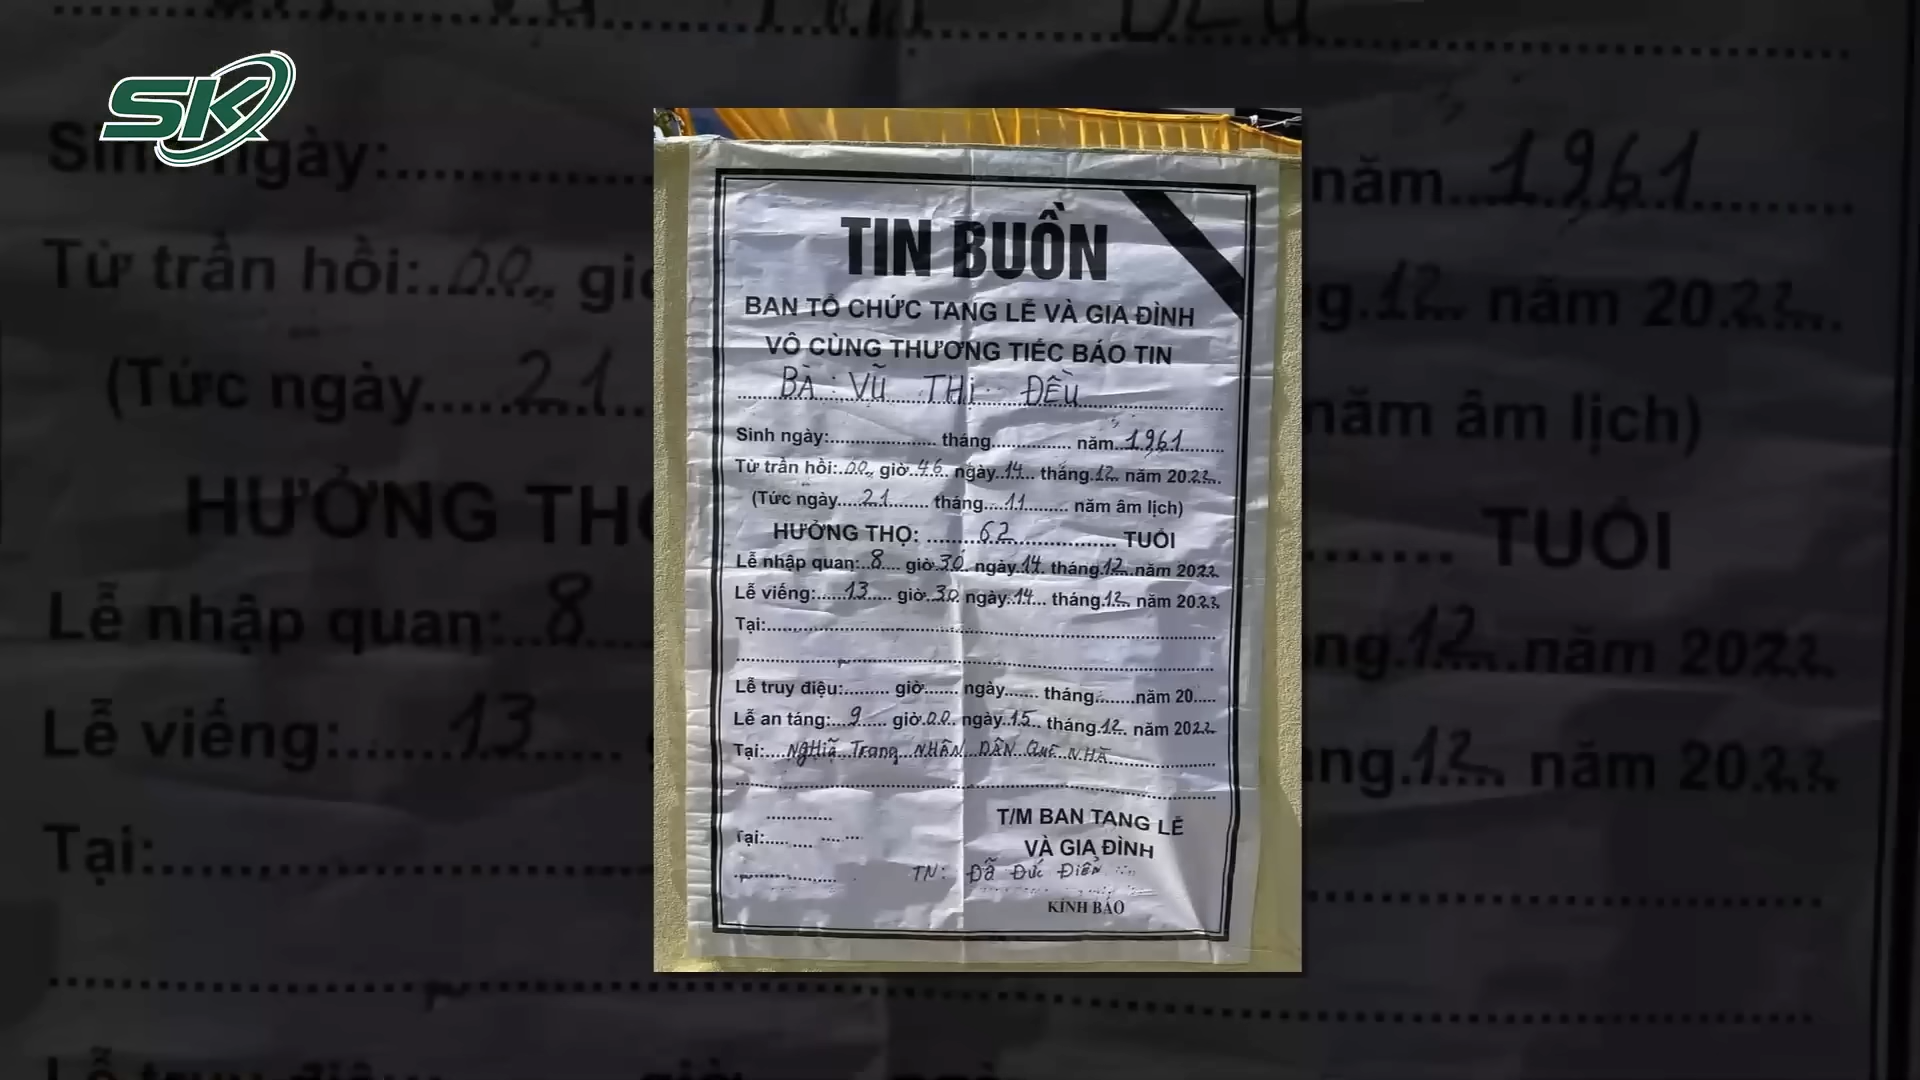 SK
TIN BUỒN
BAN TỔ CHỨC TANG LỄ VÀ GIA ĐÌNH
VÔ CÙNG THƯƠNG TIẾC BÁO TIN
BÀ: VŨ THỊ ĐỀU
Sinh ngày:.................... tháng............... năm..1961........
Từ trần hồi:..00.. giờ..46.. ngày..14... tháng.12.. năm 2022.
(Tức ngày.....21........ tháng....11......... năm âm lịch)
HƯỞNG THỌ: ........62................ TUỔI
Lễ nhập quan:..8.... giờ.30. ngày.14. tháng.12..năm 2022
Lễ viếng:......13.... giờ.30. ngày..14... tháng.12.. năm 2022
Tại:................................................
Lễ truy điệu:......... giờ....... ngày....... tháng........năm 20.....
Lễ an táng:...9..... giờ.00.. ngày..15.. tháng.12. năm 2022
Tại:....Nghĩa Trang NHÂN DÂN QUÊ NHÀ
T/M BAN TANG LỄ
Tại:..... .... .....
VÀ GIA ĐÌNH
TN: Đỗ Đức Điển
KÍNH BÁO